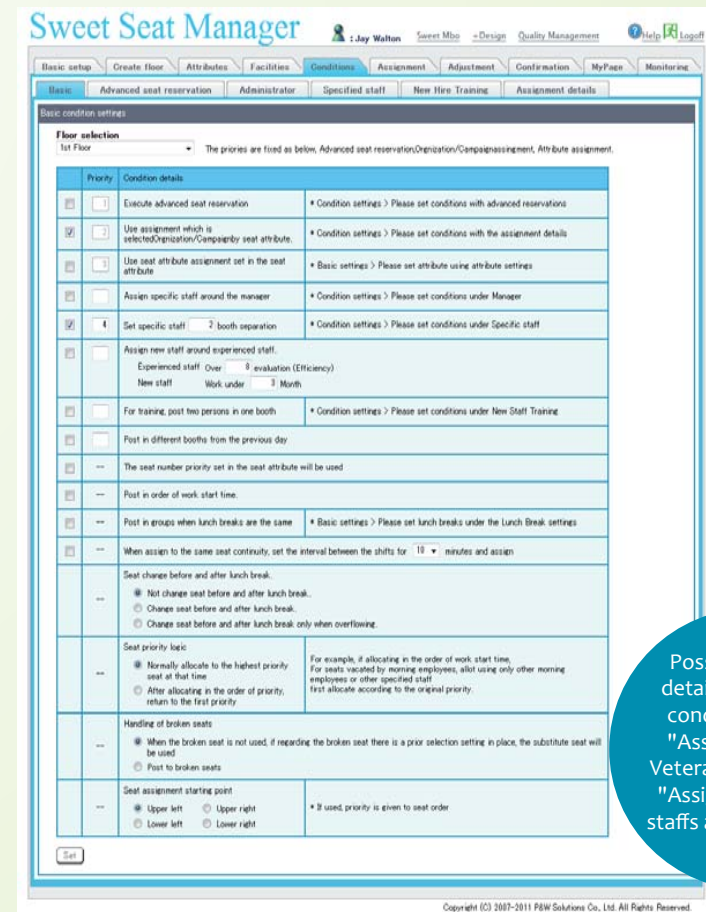 Sweet Seat Manager
: Jay Walton Sweet Mbo -Design Quality Management Help Logoff
Basic setup Create floor Attributes Facilities Conditions Assignment Adjustment Confirmation MyPage Monitoring
Basic Advanced seat reservation Administrator Specified staff New Hire Training Assignment details
Basic condition settings
Floor selection
1st Floor The priories are fixed as below, Advanced seat reservation,Orgnization/Campaignassingment, Attribute assignment.
Priority Condition details
1 Execute advanced seat reservation * Condition settings > Please set conditions with advanced reservations
2 Use assignment which is
selectedOrgnization/Campaignby seat attribute. * Condition settings > Please set conditions with the assignment details
3 Use seat attribute assignment set in the seat
attribute * Basic settings > Please set attribute using attribute settings
Assign specific staff around the manager * Condition settings > Please set conditions under Manager
4 Set specific staff 2 booth separation * Condition settings > Please set conditions under Specific staff
Assign new staff around experienced staff.
Experienced staff Over 8 evaluation (Efficiency)
New staff Work under 3 Month
For training, post two persons in one booth * Condition settings > Please set conditions under New Staff Training
Post in different booths from the previous day
-- The seat number priority set in the seat attribute will be used
-- Post in order of work start time.
-- Post in groups when lunch breaks are the same * Basic settings > Please set lunch breaks under the Lunch Break settings
-- When assign to the same seat continuity, set the interval between the shifts for 10 minutes and assign
Seat change before and after lunch break.
-- Not change seat before and after lunch break.
Change seat before and after lunch break.
Change seat before and after lunch break only when overflowing.
Seat priority logic
-- Normally allocate to the highest priority
seat at that time
After allocating in the order of priority,
return to the first priority
For example, if allocating in the order of work start time,
For seats vacated by morning employees, allot using only other morning
employees or other specified staff
first allocate according to the original priority.
Handling of broken seats
-- When the broken seat is not used, if regarding the broken seat there is a prior selection setting in place, the substitute seat will
be used
Post to broken seats
Seat assignment starting point
-- Upper left Upper right * If used, priority is given to seat order
Lower left Lower right
Set
Poss
detail
cond
"Ass
Vetera
"Assi
staffs a
Copyright (C) 2007-2011 P&W Solutions Co., Ltd. All Rights Reserved.